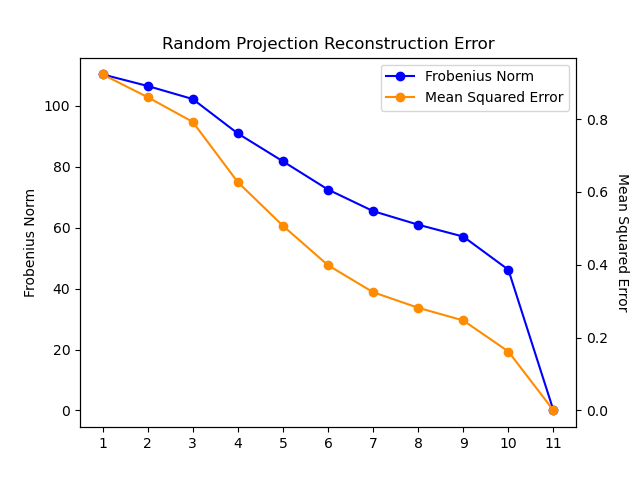 Random Projection Reconstruction Error
Frobenius Norm
Mean Squared Error
100
80
60
40
20
0
Frobenius Norm
0.8
0.6
0.4
0.2
0.0
Mean Squared Error
1 2 3 4 5 6 7 8 9 10 11